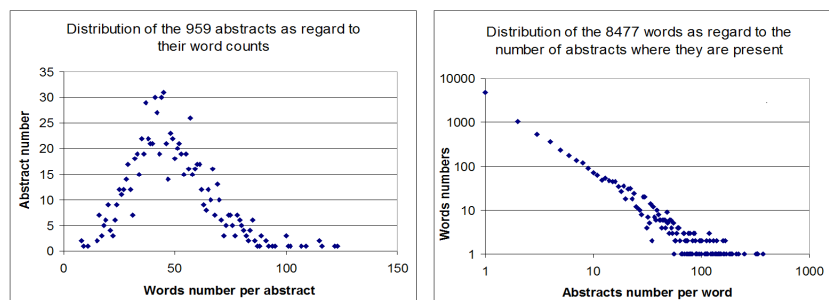 Distribution of the 959 abstracts as regard to
their word counts
35
30
25
20
15
10
5
0
0 50 100 150
Abstract number
Words number per abstract
Distribution of the 8477 words as regard to the
number of abstracts where they are present
10000
1000
100
10
1
1 10 100 1000
Words numbers
Abstracts number per word